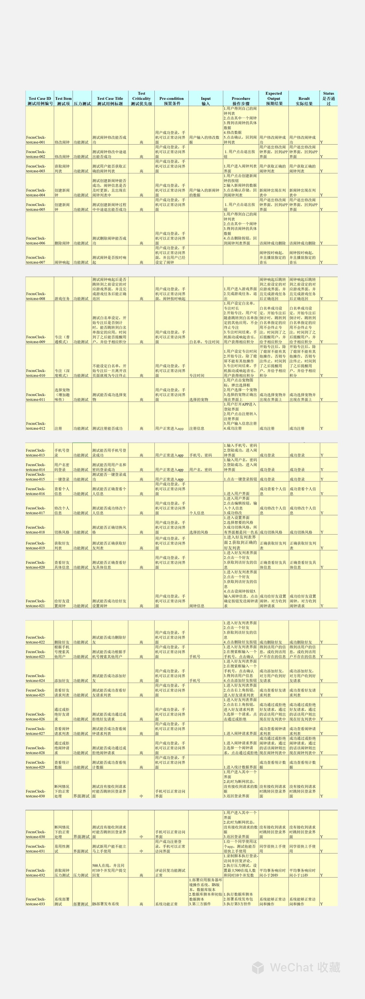 Test Case ID
测试用例编号
Test Item
测试项
压力测试
Test Case Title
测试用例标题
Test
Criticality
测试优先级
Pre-condition
预置条件
Input
输入
Procedure
操作步骤
Expected
Output
预期结果
Result
实际结果
Status
是否通
过
FocusClock-
testcase-001
修改闹钟
功能测试
测试闹钟修改能否成
功
高
用户成功登录，手
机可以正常访问界
面
用户输入的修改数
据
1.用户得到自己的闹
钟列表
2.点击其中一个闹钟
3.得到该闹钟的具体
数据
4.修改数据
5.点击确认，回到闹
钟列表
用户修改闹钟成
功
用户修改闹钟成
功
Y
FocusClock-
testcase-002
修改闹钟
功能测试
测试闹钟修改中途退
出能否成功
高
用户成功登录，手
机可以正常访问界
面
1. 用户点击退出按
钮
用户退出修改闹
钟界面，回到APP
界面
用户退出修改闹
钟界面，回到APP
界面
Y
FocusClock-
testcase-003
获取闹钟
列表
功能测试
测试用户能否获取正
确的闹钟列表
高
用户成功登录，手
机可以正常访问界
面
1.用户进入闹钟列表
界面
用户获取正确的
闹钟列表
用户获取正确的
闹钟列表
Y
FocusClock-
testcase-004
创建新闹
钟
功能测试
测试创建新闹钟能否
成功，闹钟信息是否
及时更新，且出现在
闹钟列表中
高
用户成功登录，手
机可以正常访问界
面
用户输入的新闹钟
的数据
1.用户点击创建新闹
钟的按钮
2.输入新闹钟的数据
3.点击确认存储，回
到闹钟列表
新闹钟出现在列
表中
新闹钟出现在列
表中
Y
FocusClock-
testcase-005
创建新闹
钟
功能测试
测试创建新闹钟过程
中中途退出能否成功
高
用户成功登录，手
机可以正常访问界
面
1. 用户点击退出按
钮
用户退出修改闹
钟界面，回到APP
界面
用户退出修改闹
钟界面，回到APP
界面
Y
FocusClock-
testcase-006
删除闹钟
功能测试
测试删除闹钟能否成
功
高
用户成功登录，手
机可以正常访问界
面
1.用户得到自己的闹
钟列表
2.点击其中一个闹钟
3.得到该闹钟的具体
数据
4.点击删除按钮，回
到闹钟列表界面
该闹钟成功删除
该闹钟成功删除
Y
FocusClock-
testcase-007
闹钟响起
功能测试
测试闹钟是否按时响
起
高
用户成功登录，手
机可以正常访问界
面，并且用户已经
设定了闹钟
闹钟按时响起，
并且播放指定的
音乐
闹钟按时响起，
并且播放指定的
音乐
Y
FocusClock-
testcase-008
游戏任务
功能测试
测试闹钟响起后是否
跳转到之前设定的对
应游戏界面，并且完
成游戏任务后能正确
返回
高
用户成功登录，手
机可以正常访问界
面，闹钟按时响起
1.用户进入游戏界面
2.完成游戏任务，退
出
闹钟响起后跳转
到之前设定的对
应游戏界面，并
且完成游戏任务
后正确返回
闹钟响起后跳转
到之前设定的对
应游戏界面，并
且完成游戏任务
后正确返回
Y
FocusClock-
testcase-009
专注（普
通模式）
功能测试
测试白名单设定，开
始专注后是否倒计
时，能否跳转到白名
单指定的应用，时间
到了之后能否提醒用
户，并给予相应积分
高
用户成功登录，手
机可以正常访问界
面
白名单，专注时间
1.用户设定白名单，
专注时长
2.开始专注，用户可
随意跳转到白名单指
定的其他应用，不会
终止专注
3.专注时间结束，手
机振动或响起音乐，
用户获得相应积分
白名单成功设
定，开始专注后
倒计时，跳转到
白名单指定的应
用不会终止专
注，时间到了之
后提醒用户，并
给予相应积分
白名单成功设
定，开始专注后
倒计时，跳转到
白名单指定的应
用不会终止专
注，时间到了之
后提醒用户，并
给予相应积分
Y
FocusClock-
testcase-010
专注（深
度模式）
功能测试
不能设定白名单，开
始专注后一旦离开该
页面就视为专注终止
高
用户成功登录，手
机可以正常访问界
面
专注时间
1.用户设定专注时间
2.开始专注，除了熄
屏不能有其他操作
3.专注时间结束，手
机振动或响起音乐，
用户获得相应积分
开始专注后，除
了熄屏不能有其
他操作，否则专
注终止，时间到
了之后提醒用
户，并给予相应
积分
开始专注后，除
了熄屏不能有其
他操作，否则专
注终止，时间到
了之后提醒用
户，并给予相应
积分
Y
FocusClock-
testcase-011
选择宠物
（增加趣
味性）
功能测试
测试能否成功选择宠
物
高
用户成功登录，手
机可以正常访问界
面
选择的宠物
1.用户点击宠物图
标，弹出选择框
2.用户选择一个宠物
3.选择的宠物正确出
现在界面上
成功选择宠物并
出现在界面上
成功选择宠物并
出现在界面上
Y
FocusClock-
testcase-012
注册
功能测试
测试注册能否成功
高
用户正常进入app
注册信息
1.用户打开APP进入
登陆界面
2.用户点击注册转入
注册界面
3.用户输入信息注册
4.成功注册
成功注册
成功注册
Y
FocusClock-
testcase-013
手机号登
录
功能测试
测试能否用手机号登
录成功
高
用户正常进入app
手机号，密码
1.输入手机号，密码
2.登陆成功，进入闹
钟界面
成功登录
成功登录
Y
FocusClock-
testcase-014
用户名密
码登录
功能测试
测试能否用用户名和
密码登录成功
高
用户正常进入app
用户名，密码
1.输入用户名，密码
2.登陆成功，进入闹
钟界面
成功登录
成功登录
Y
FocusClock-
testcase-015
一键登录
功能测试
测试能否一键登录成
功
高
用户正常进入app
1.点击一键登录按钮
成功登录
成功登录
Y
FocusClock-
testcase-016
查看个人
信息
功能测试
测试能否正确查看个
人信息
高
用户成功登录，手
机可以正常访问界
面
1.进入用户界面
成功查看个人信
息
成功查看个人信
息
Y
FocusClock-
testcase-017
修改个人
信息
功能测试
测试能否成功修改个
人信息
高
用户成功登录，手
机可以正常访问界
面
个人信息
1.进入用户界面
2.点击编辑按钮，输
入个人信息
3.成功修改
成功修改个人信
息
成功修改个人信
息
Y
FocusClock-
testcase-018
切换风格
功能测试
测试能否正确切换风
格
高
用户成功登录，手
机可以正常访问界
面
选择的风格
1.进入设置界面
2.选择想要的风格
3.成功切换风格，所
有界面都是同一色系
成功切换风格
成功切换风格
Y
FocusClock-
testcase-019
获取好友
列表
功能测试
测试能否正确获取好
友列表
高
用户成功登录，手
机可以正常访问界
面
1.进入好友列表界
面 2.获取到正确的
好友列表
正确获取好友列
表
正确获取好友列
表
Y
FocusClock-
testcase-020
查看好友
具体信息
功能测试
测试能否正确查看好
友具体信息
高
用户成功登录，手
机可以正常访问界
面
1.进入好友列表界面
2.点击一个好友
3.获取到该好友的信
息
正确查看好友具
体信息
正确查看好友具
体信息
Y
FocusClock-
testcase-021
给好友设
置闹钟
功能测试
测试能否成功给好友
设置闹钟
高
用户成功登录，手
机可以正常访问界
面
闹钟信息
1.进入好友列表界面
2.点击一个好友
3.获取到该好友的信
息
4.点击设闹钟按钮5.
输入闹钟信息，点击
确定按钮发送闹钟请
求
成功给好友设置
闹钟，对方收到
闹钟请求
成功给好友设置
闹钟，对方收到
闹钟请求
Y
FocusClock-
testcase-022
删除好友
功能测试
测试能否成功删除好
友
高
用户成功登录，手
机可以正常访问界
面
1.进入好友列表界面
2.点击一个好友
3.获取到该好友的信
息
4.点击删除好友按钮
成功删除好友
成功删除好友
Y
FocusClock-
testcase-023
根据手机
号搜索其
他用户
功能测试
测试能否成功根据手
机号搜索其他用户
高
用户成功登录，手
机可以正常访问界
面
手机号
1.进入好友列表界面
2.在搜索框输入一个
手机号，点击确认
得到该用户的信
息，或收到该用
户不存在的信息
得到该用户的信
息，或收到该用
户不存在的信息
Y
FocusClock-
testcase-024
添加好友
功能测试
测试能否成功添加好
友
高
用户成功登录，手
机可以正常访问界
面
手机号
1.进入好友列表界面
2.在搜索框输入一个
手机号，点击确认
3.得到该用户信息
4.点击添加好友按钮
成功添加好友，
对方用户收到好
友请求
成功添加好友，
对方用户收到好
友请求
Y
FocusClock-
testcase-025
查看好友
请求列表
功能测试
测试能否成功查看好
友请求列表
高
用户成功登录，手
机可以正常访问界
面
1.进入好友列表界面
2.点击右上角按钮，
进入好友请求列表
成功查看好友请
求列表
成功查看好友请
求列表
Y
FocusClock-
testcase-026
通过或拒
绝好友请
求
功能测试
测试能否成功通过或
拒绝好友请求
高
用户成功登录，手
机可以正常访问界
面
1.进入好友列表界面
2.点击右上角按钮，
进入好友请求列表
3.选择一个请求，点
击通过或拒绝
成功通过或拒绝
好友请求，通过
的话该用户则出
现在好友列表中
成功通过或拒绝
好友请求，通过
的话该用户则出
现在好友列表中
Y
FocusClock-
testcase-027
查看闹钟
请求列表
功能测试
测试能否成功查看闹
钟请求列表
高
用户成功登录，手
机可以正常访问界
面
1.进入闹钟请求界面
成功查看闹钟请
求列表
成功查看闹钟请
求列表
Y
FocusClock-
testcase-028
通过或拒
绝闹钟请
求
功能测试
测试能否成功通过或
拒绝闹钟请求
高
用户成功登录，手
机可以正常访问界
面
1.进入闹钟请求界面
2.选择一个闹钟请
求，点击通过或拒绝
成功通过或拒绝
闹钟请求，通过
的话该闹钟则出
现在闹钟列表中
成功通过或拒绝
闹钟请求，通过
的话该闹钟则出
现在闹钟列表中
Y
FocusClock-
testcase-029
查看统计
数据
功能测试
测试能否成功查看统
计数据
高
用户成功登录，手
机可以正常访问界
面
1.进入统计数据界面
成功查看统计数
据
成功查看统计数
据
Y
FocusClock-
testcase-030
断网情况
下的正常
处理
界面测试
测试没有接收到请求
时能否跳转回登录界
面
中
手机可以正常访问
界面
1.用户进入其中一个
界面
2.此时为断网状态，
没有接收到请求的数
据
3.返回登录界面
没有接收到请求
时跳转回登录界
面
没有接收到请求
时跳转回登录界
面
Y
FocusClock-
testcase-030
断网情况
下的正常
处理
界面测试
测试没有接收到请求
时能否跳转回登录界
面
中
手机可以正常访问
界面
1.用户进入其中一个
界面
2.此时为断网状态，
没有接收到请求的数
据
3.返回登录界面
没有接收到请求
时跳转回登录界
面
没有接收到请求
时跳转回登录界
面
Y
FocusClock-
testcase-031
易用性测
试
界面测试
测试新用户能不能立
马上手使用
中
用户成功注册登
录，手机可以正常
访问界面
1.给一个同学使用这
个app，测试他能否
很快上手使用
同学很快上手使
用
同学很快上手使
用
Y
FocusClock-
testcase-032
获取闹钟
压力测试
压力测试
500人在线，并且同
时10个并发用户提交
回复
高
评论回复功能测试
正常
1.录制脚本执行登录-
访问并回复评论。
2.执行压力测试，设
置最大500在线人数
和同时10个并发数
平均事务响应时
间小于20秒
平均事务响应时
间小于15秒
Y
FocusClock-
testcase-033
系统部署
测试
部署测试
IIS部署发布系统
高
系统功能正常
1.部署应用服务器环
境操作系统、IIS版
本，数据库版本
2.数据库脚本和初始
数据脚本
3.第三方插件
1.执行数据库脚本
2.部署系统发布包
3.执行第3方控件
系统能够正常访
问和操作
系统能够正常访
问和操作
Y
WeChat 收藏